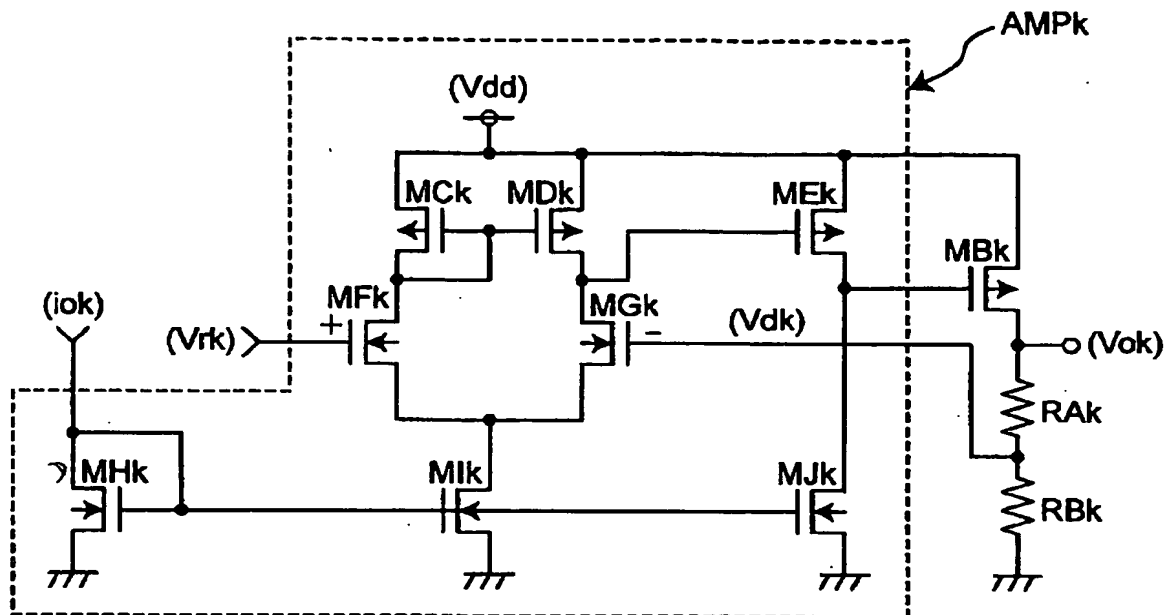 AMPk
(Vdd)
MCk
MDk
MEk
MBk
(iok)
MFk
MGk
(Vdk)
+
-
(Vrk)
(Vok)
RAk
MHk
MIk
MJk
RBk